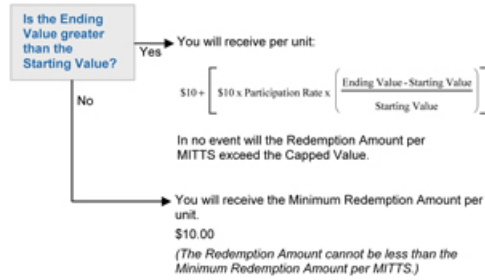 Is the Ending
Value greater
than the
Starting Value?
Yes
You will receive per unit:
$10 + [ $10 x Participation Rate x ( Ending Value - Starting Value / Starting Value ) ]
In no event will the Redemption Amount per
MITTS exceed the Capped Value.
No
You will receive the Minimum Redemption Amount per
unit.
$10.00
(The Redemption Amount cannot be less than the
Minimum Redemption Amount per MITTS.)